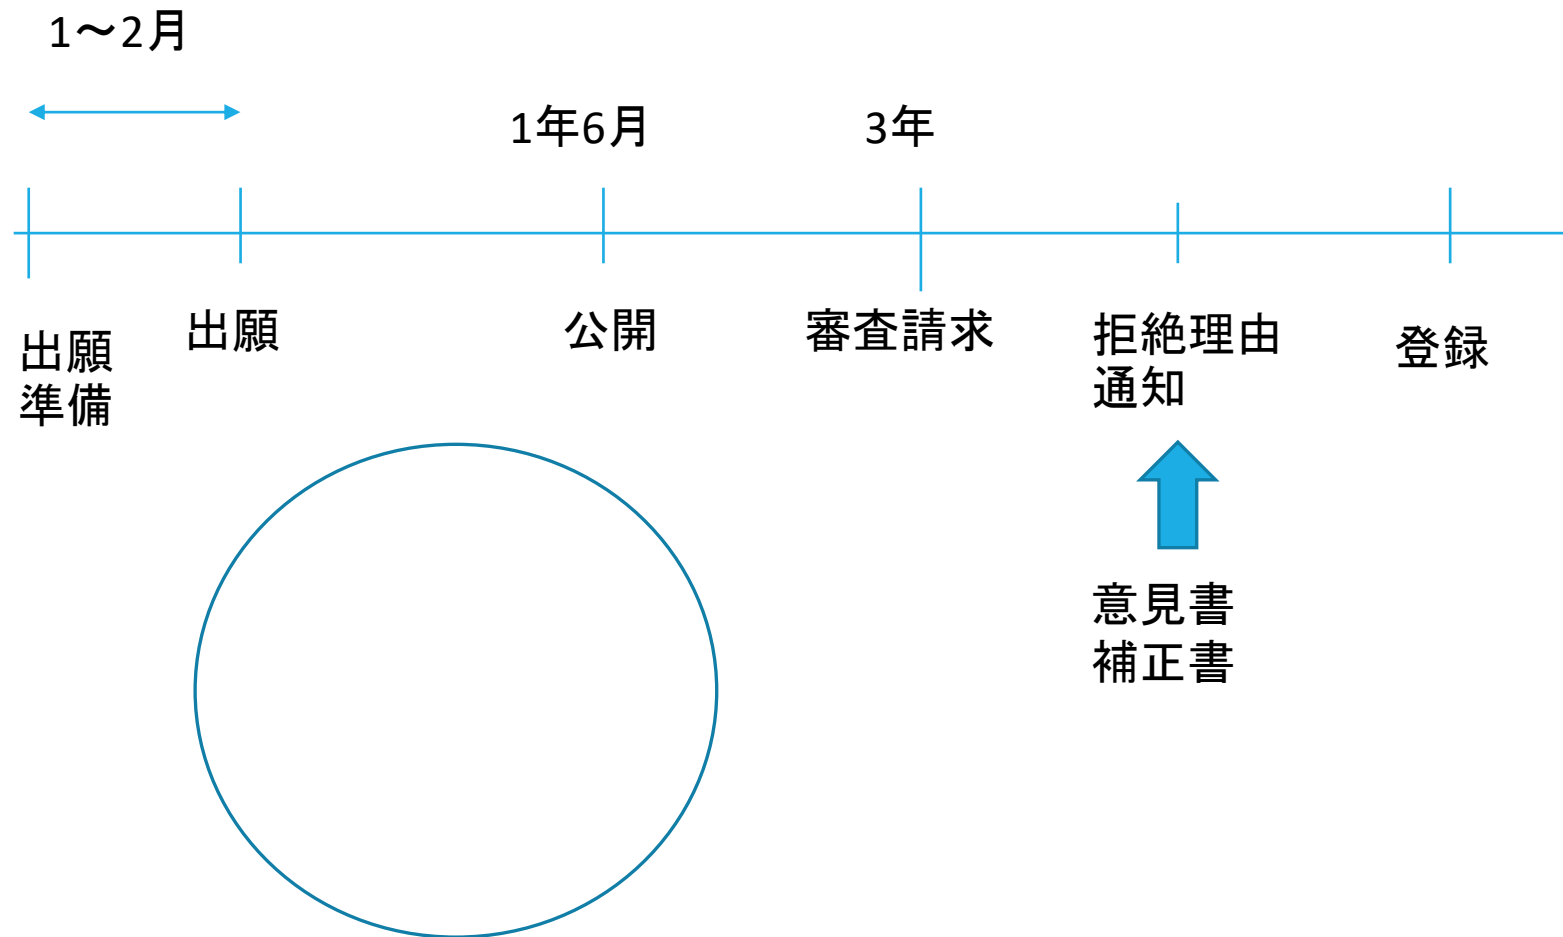 1～2月
1年6月
3年
出願
準備
出願
公開
審査請求
拒絶理由
通知
登録
意見書
補正書